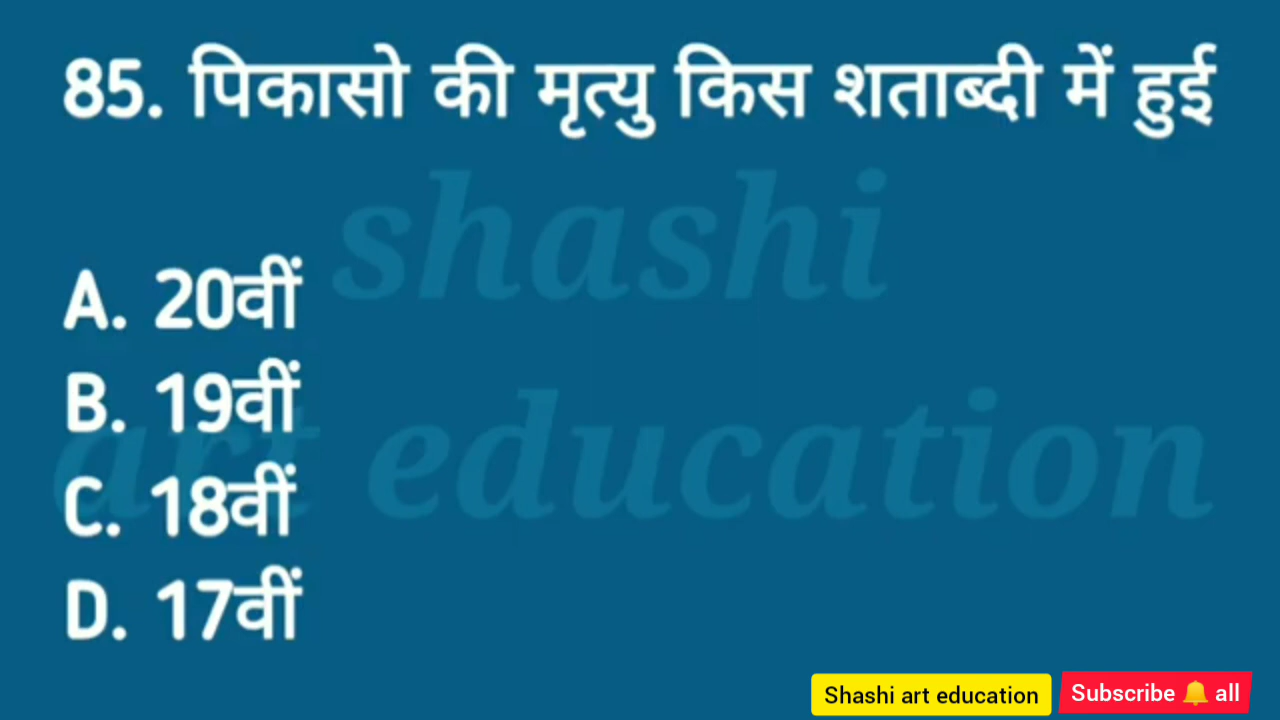 85. पिकासो की मृत्यु किस शताब्दी में हुई
shashi
A. 20वीं
B. 19वीं
art education
C. 18वीं
D. 17वीं
Shashi art education
Subscribe 🔔 all